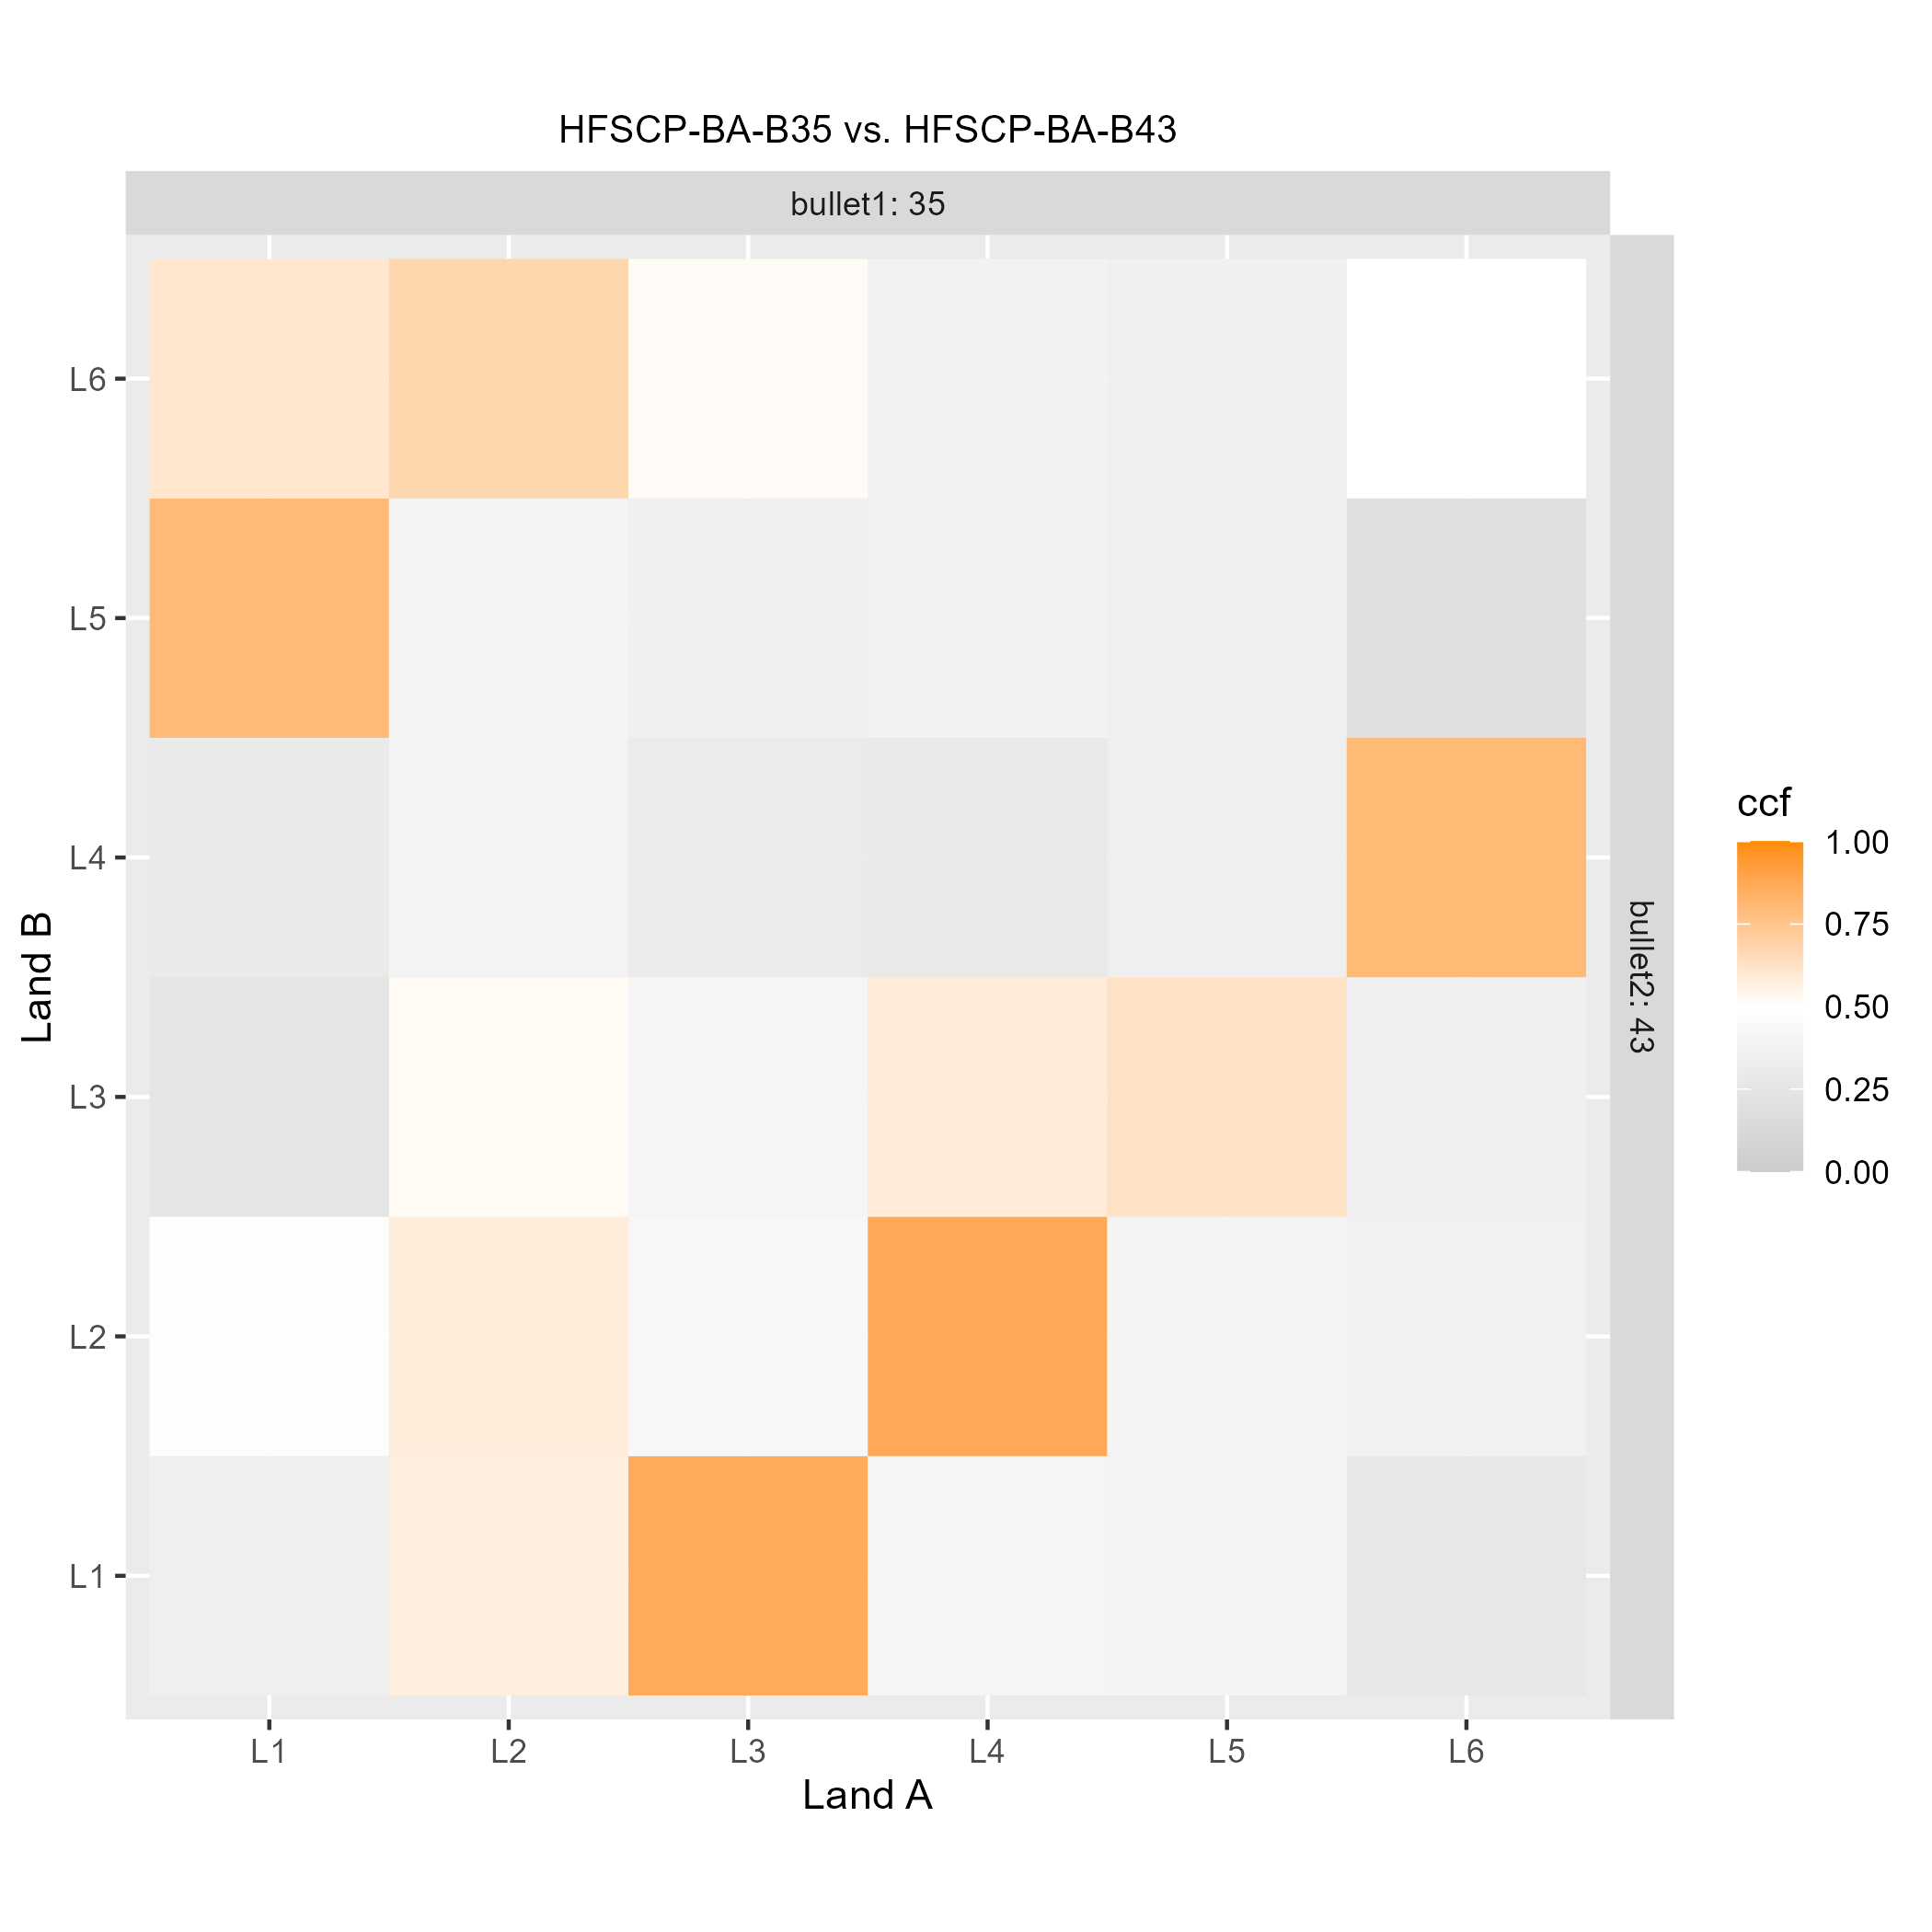 HFSCP-BA-B35 vs. HFSCP-BA-B43
bullet1: 35
L6
L5
L4
L3
L2
L1
Land B
bullet2: 43
L1 L2 L3 L4 L5 L6
Land A
ccf
1.00
0.75
0.50
0.25
0.00